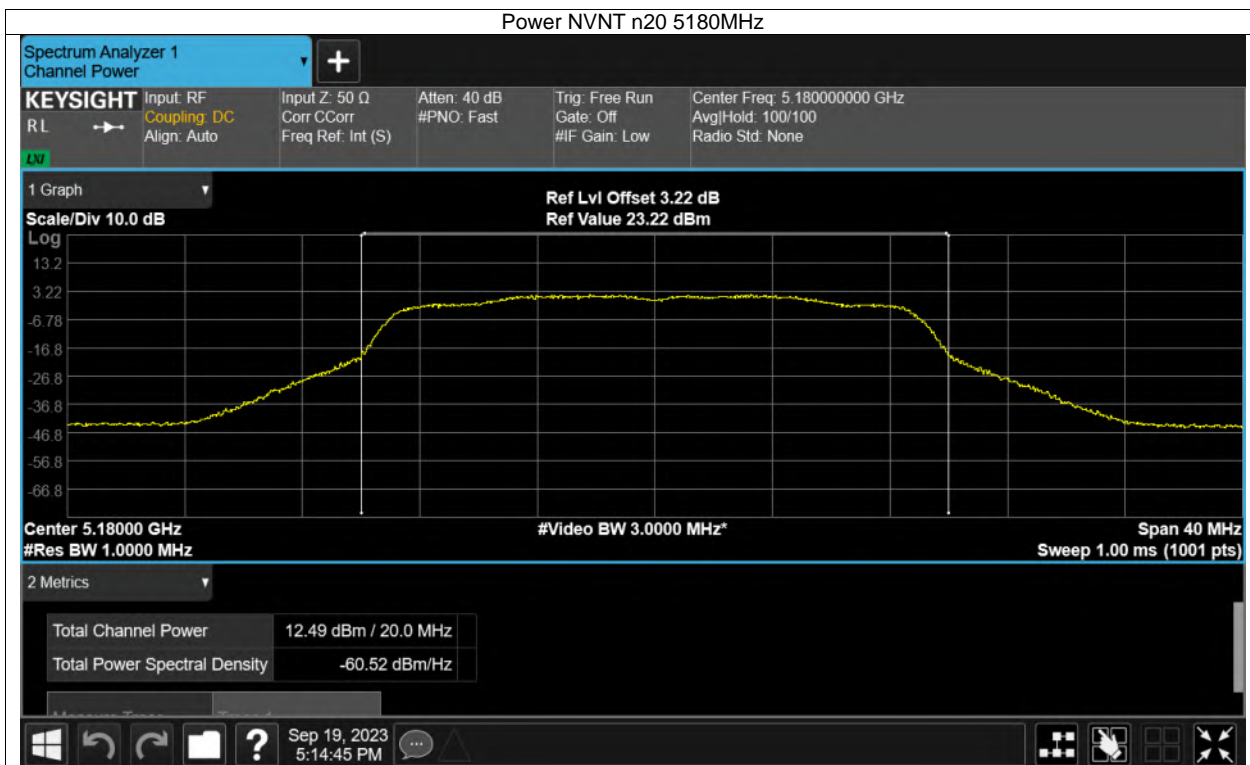 Power NVNT n20 5180MHz
Spectrum Analyzer 1
Channel Power
KEYSIGHT
RL
LXI
Input: RF
Coupling: DC
Align: Auto
Input Z: 50 Ω
Corr CCorr
Freq Ref: Int (S)
Atten: 40 dB
#PNO: Fast
Trig: Free Run
Gate: Off
#IF Gain: Low
Center Freq: 5.180000000 GHz
Avg|Hold: 100/100
Radio Std: None
1 Graph
Scale/Div 10.0 dB
Ref Lvl Offset 3.22 dB
Ref Value 23.22 dBm
Log
13.2
3.22
-6.78
-16.8
-26.8
-36.8
-46.8
-56.8
-66.8
Center 5.18000 GHz
#Video BW 3.0000 MHz*
Span 40 MHz
#Res BW 1.0000 MHz
Sweep 1.00 ms (1001 pts)
2 Metrics
Total Channel Power 12.49 dBm / 20.0 MHz
Total Power Spectral Density -60.52 dBm/Hz
Sep 19, 2023
5:14:45 PM